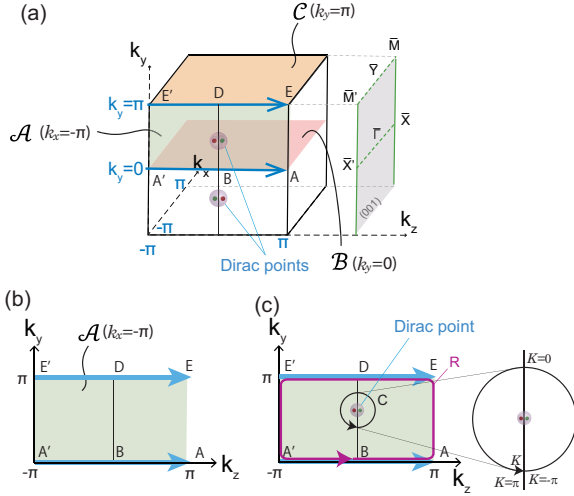 (a)
C (k_y=π)
k_y
M̄
E′
D
E
Ȳ
k_y=π
M̄′
A (k_x=-π)
X̄
Γ̄
k_y=0
k_x
X̄′
A′
π
B
A
(001)
-π
k_z
-π
π
B (k_y=0)
Dirac points
(b)
A (k_x=-π)
k_y
E′
D
E
π
A′
B
A
-π
π
k_z
(c)
Dirac point
k_y
E′
D
E
R
K=0
π
C
A′
B
A
K
-π
π
k_z
K=π
K=-π